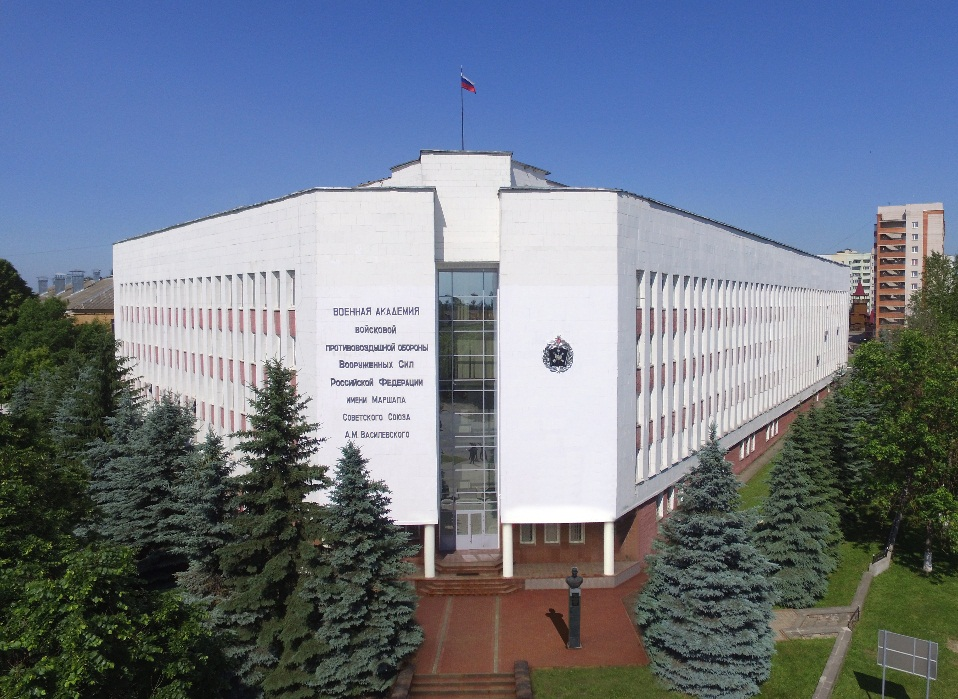 ВОЕННАЯ АКАДЕМИЯ
ВОЙСКОВОЙ
ПРОТИВОВОЗДУШНОЙ ОБОРОНЫ
ВООРУЖЕННЫХ СИЛ
РОССИЙСКОЙ ФЕДЕРАЦИИ
ИМЕНИ МАРШАЛА
СОВЕТСКОГО СОЮЗА
А.М.ВАСИЛЕВСКОГО